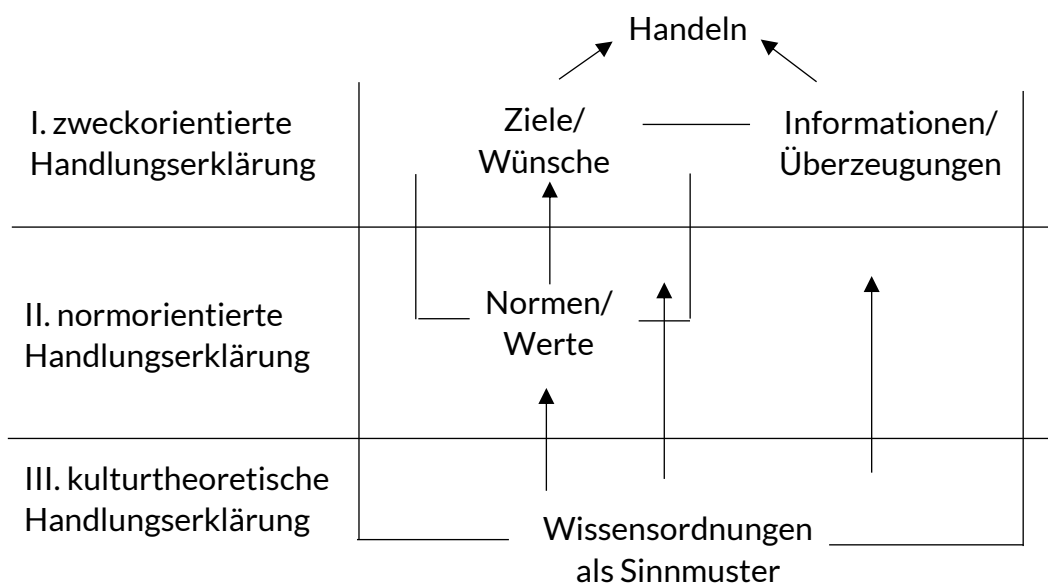 Handeln
I. zweckorientierte
Handlungserklärung
Ziele/
Wünsche
Informationen/
Überzeugungen
II. normorientierte
Handlungserklärung
Normen/
Werte
III. kulturtheoretische
Handlungserklärung
Wissensordnungen
als Sinnmuster